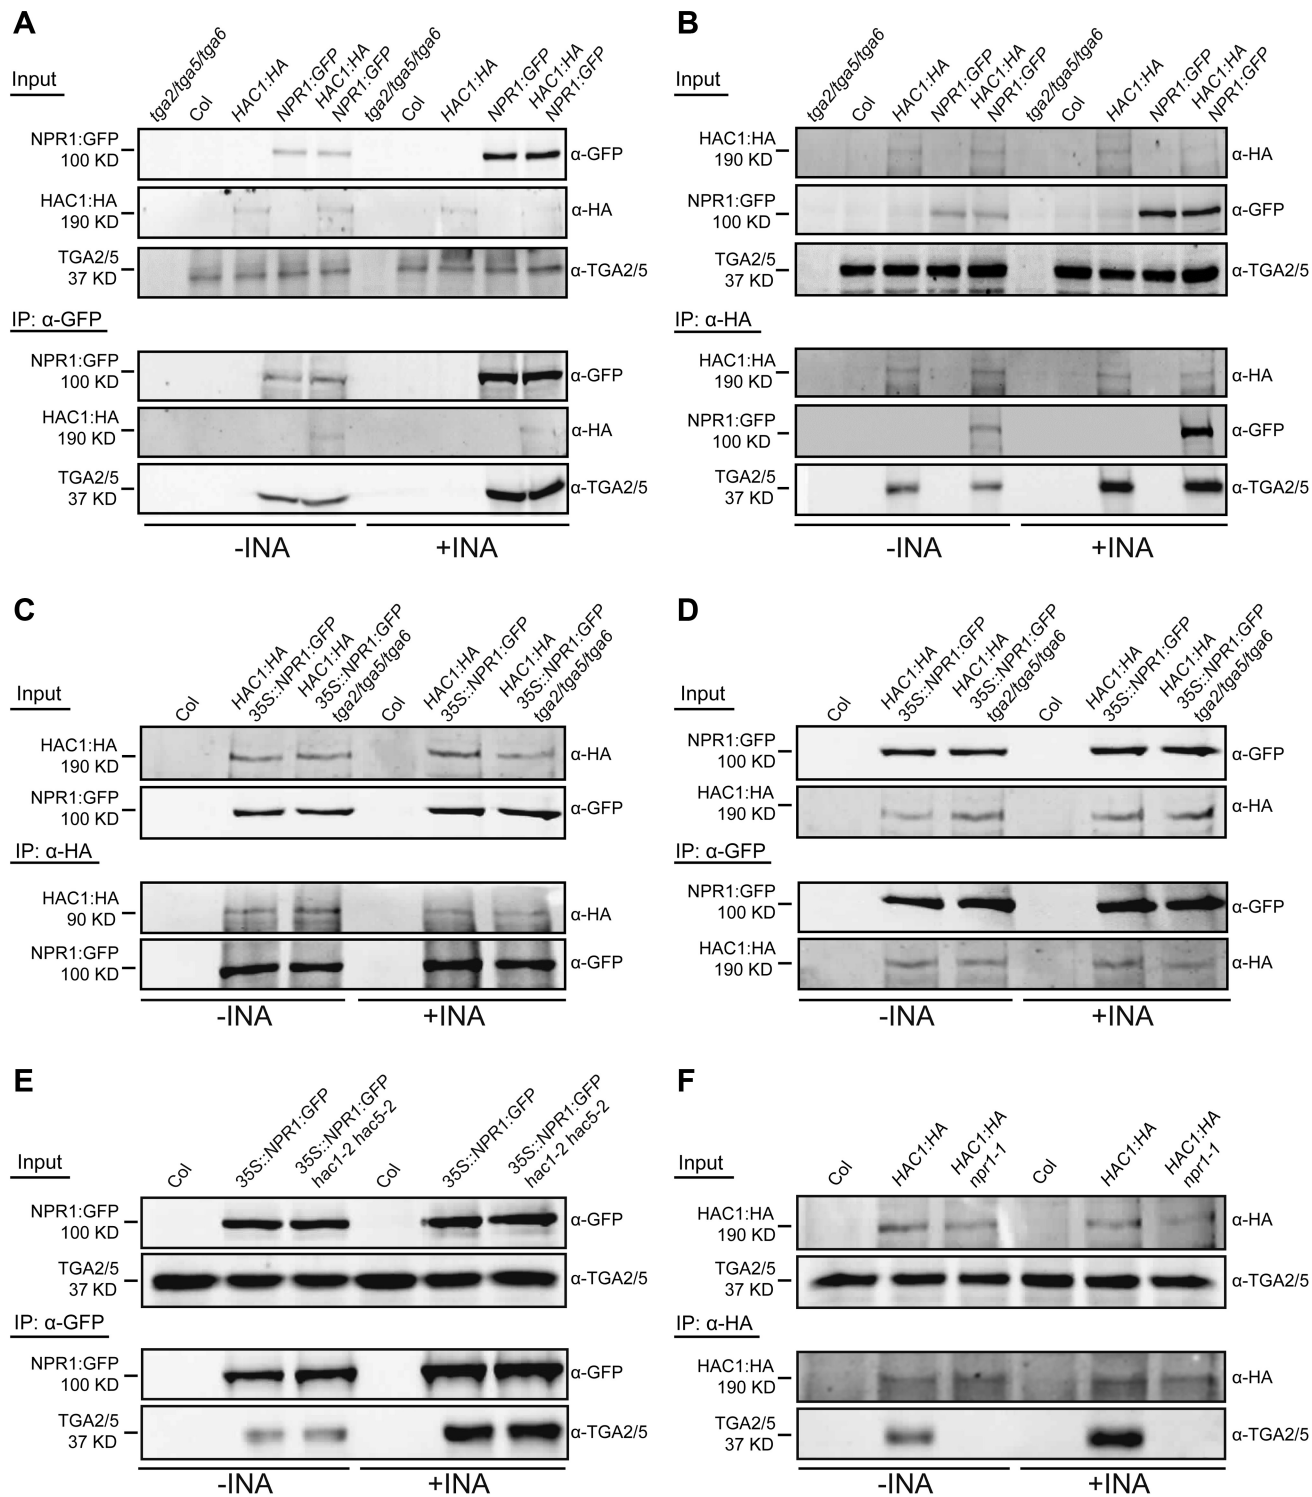 A
Input
tga2/tga5/tga6
Col
HAC1:HA
NPR1:GFP
HAC1:HA
NPR1:GFP
tga2/tga5/tga6
Col
HAC1:HA
NPR1:GFP
HAC1:HA
NPR1:GFP
NPR1:GFP
100 KD
α-GFP
HAC1:HA
190 KD
α-HA
TGA2/5
37 KD
α-TGA2/5
IP: α-GFP
NPR1:GFP
100 KD
α-GFP
HAC1:HA
190 KD
α-HA
TGA2/5
37 KD
α-TGA2/5
-INA
+INA
B
Input
tga2/tga5/tga6
Col
HAC1:HA
NPR1:GFP
HAC1:HA
NPR1:GFP
tga2/tga5/tga6
Col
HAC1:HA
NPR1:GFP
HAC1:HA
NPR1:GFP
HAC1:HA
190 KD
α-HA
NPR1:GFP
100 KD
α-GFP
TGA2/5
37 KD
α-TGA2/5
IP: α-HA
HAC1:HA
190 KD
α-HA
NPR1:GFP
100 KD
α-GFP
TGA2/5
37 KD
α-TGA2/5
-INA
+INA
C
Input
Col
HAC1:HA
35S::NPR1:GFP
HAC1:HA
35S::NPR1:GFP
tga2/tga5/tga6
Col
HAC1:HA
35S::NPR1:GFP
HAC1:HA
35S::NPR1:GFP
tga2/tga5/tga6
HAC1:HA
190 KD
α-HA
NPR1:GFP
100 KD
α-GFP
IP: α-HA
HAC1:HA
90 KD
α-HA
NPR1:GFP
100 KD
α-GFP
-INA
+INA
D
Input
Col
HAC1:HA
35S::NPR1:GFP
HAC1:HA
35S::NPR1:GFP
tga2/tga5/tga6
Col
HAC1:HA
35S::NPR1:GFP
HAC1:HA
35S::NPR1:GFP
tga2/tga5/tga6
NPR1:GFP
100 KD
α-GFP
HAC1:HA
190 KD
α-HA
IP: α-GFP
NPR1:GFP
100 KD
α-GFP
HAC1:HA
190 KD
α-HA
-INA
+INA
E
Input
Col
35S::NPR1:GFP
35S::NPR1:GFP
hac1-2 hac5-2
Col
35S::NPR1:GFP
35S::NPR1:GFP
hac1-2 hac5-2
NPR1:GFP
100 KD
α-GFP
TGA2/5
37 KD
α-TGA2/5
IP: α-GFP
NPR1:GFP
100 KD
α-GFP
TGA2/5
37 KD
α-TGA2/5
-INA
+INA
F
Input
Col
HAC1:HA
HAC1:HA
npr1-1
Col
HAC1:HA
HAC1:HA
npr1-1
HAC1:HA
190 KD
α-HA
TGA2/5
37 KD
α-TGA2/5
IP: α-HA
HAC1:HA
190 KD
α-HA
TGA2/5
37 KD
α-TGA2/5
-INA
+INA